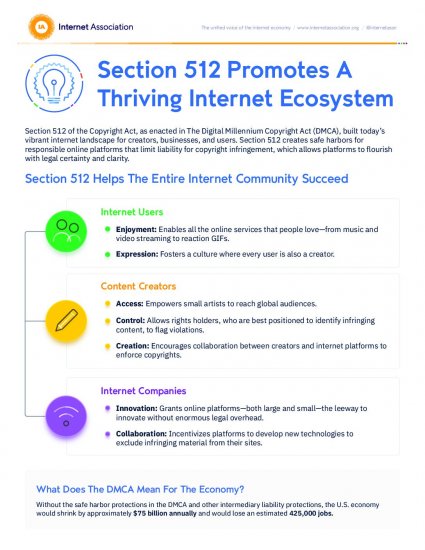 IA
Internet Association
The unified voice of the internet economy / www.internetassociation.org / @internetassn
Section 512 Promotes A
Thriving Internet Ecosystem
Section 512 of the Copyright Act, as enacted in The Digital Millennium Copyright Act (DMCA), built today's
vibrant internet landscape for creators, businesses, and users. Section 512 creates safe harbors for
responsible online platforms that limit liability for copyright infringement, which allows platforms to flourish
with legal certainty and clarity.
Section 512 Helps The Entire Internet Community Succeed
Internet Users
Enjoyment: Enables all the online services that people love—from music and
video streaming to reaction GIFs.
Expression: Fosters a culture where every user is also a creator.
Content Creators
Access: Empowers small artists to reach global audiences.
Control: Allows rights holders, who are best positioned to identify infringing
content, to flag violations.
Creation: Encourages collaboration between creators and internet platforms to
enforce copyrights.
Internet Companies
Innovation: Grants online platforms—both large and small—the leeway to
innovate without enormous legal overhead.
Collaboration: Incentivizes platforms to develop new technologies to
exclude infringing material from their sites.
What Does The DMCA Mean For The Economy?
Without the safe harbor protections in the DMCA and other intermediary liability protections, the U.S. economy
would shrink by approximately $75 billion annually and would lose an estimated 425,000 jobs.